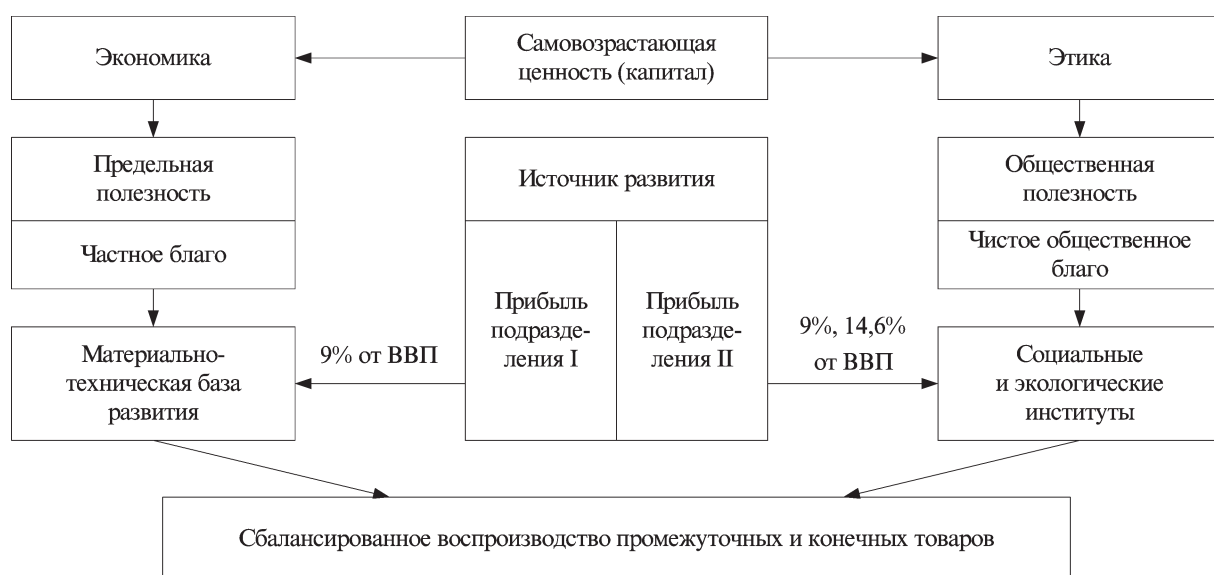 Экономика
Самовозрастающая
ценность (капитал)
Этика
Предельная
полезность
Источник развития
Общественная
полезность
Частное благо
Чистое общественное
благо
Прибыль
подразде-
ления I
Прибыль
подразде-
ления II
9% от ВВП
9%, 14,6%
от ВВП
Материально-
техническая база
развития
Социальные
и экологические
институты
Сбалансированное воспроизводство промежуточных и конечных товаров